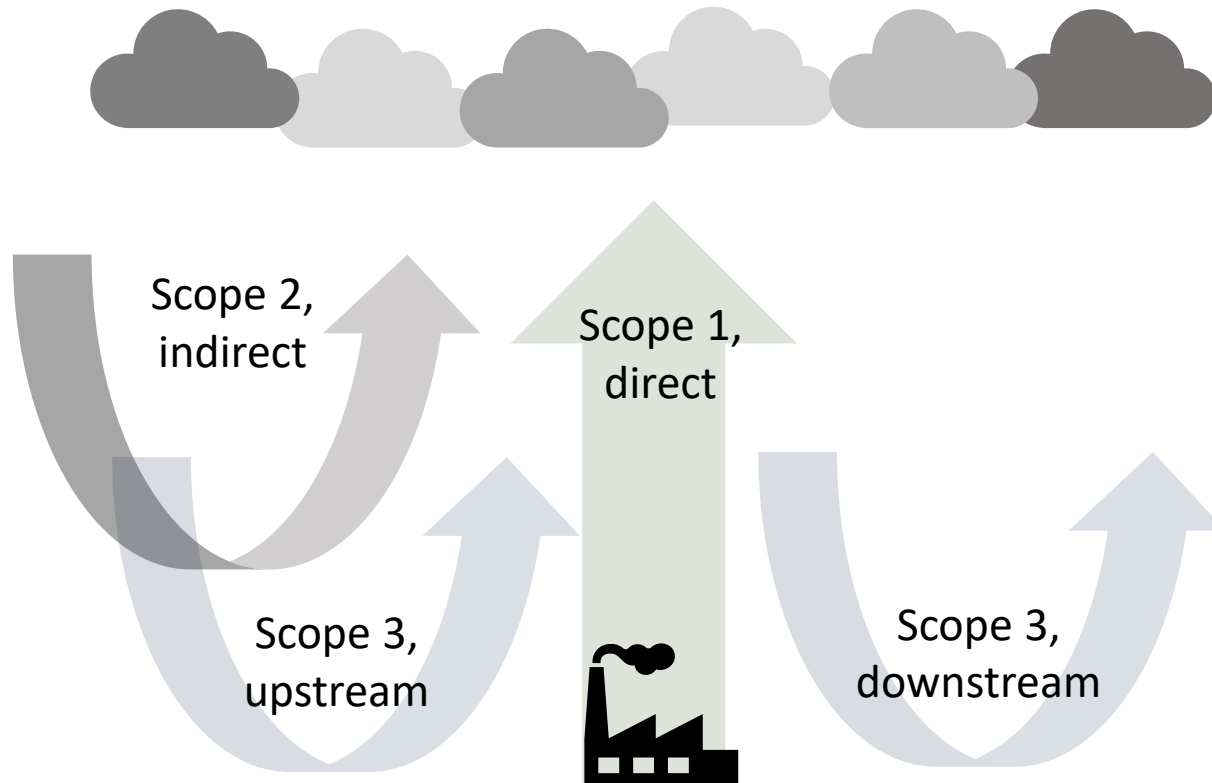 Scope 2,
indirect
Scope 1,
direct
Scope 3,
upstream
Scope 3,
downstream